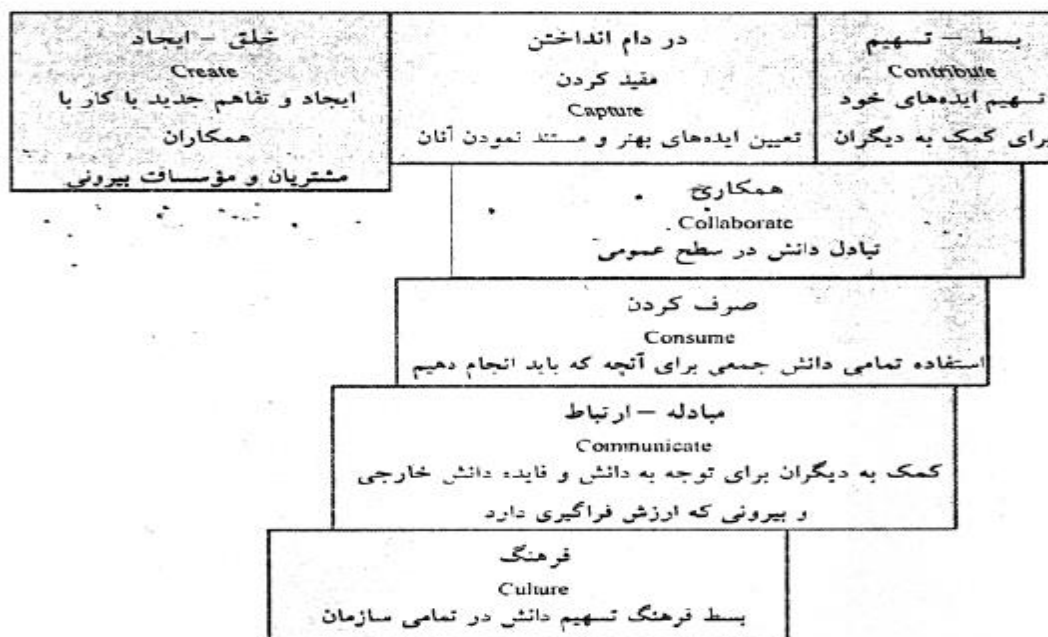 بسط – تسهیم
Contribute
تسهیم ایده‌های خود
برای کمک به دیگران
در دام انداختن
مقید کردن
Capture
تعیین ایده‌های بهتر و مستند نمودن آنان
خلق – ایجاد
Create
ایجاد و تفاهم جدید با کار با
همکاران
مشتریان و مؤسسات بیرونی
همکاری
Collaborate
تبادل دانش در سطح عمومی
صرف کردن
Consume
استفاده تمامی دانش جمعی برای آنچه که باید انجام دهیم
مبادله – ارتباط
Communicate
کمک به دیگران برای توجه به دانش و فایده دانش خارجی
و بیرونی که ارزش فراگیری دارد
فرهنگ
Culture
بسط فرهنگ تسهیم دانش در تمامی سازمان